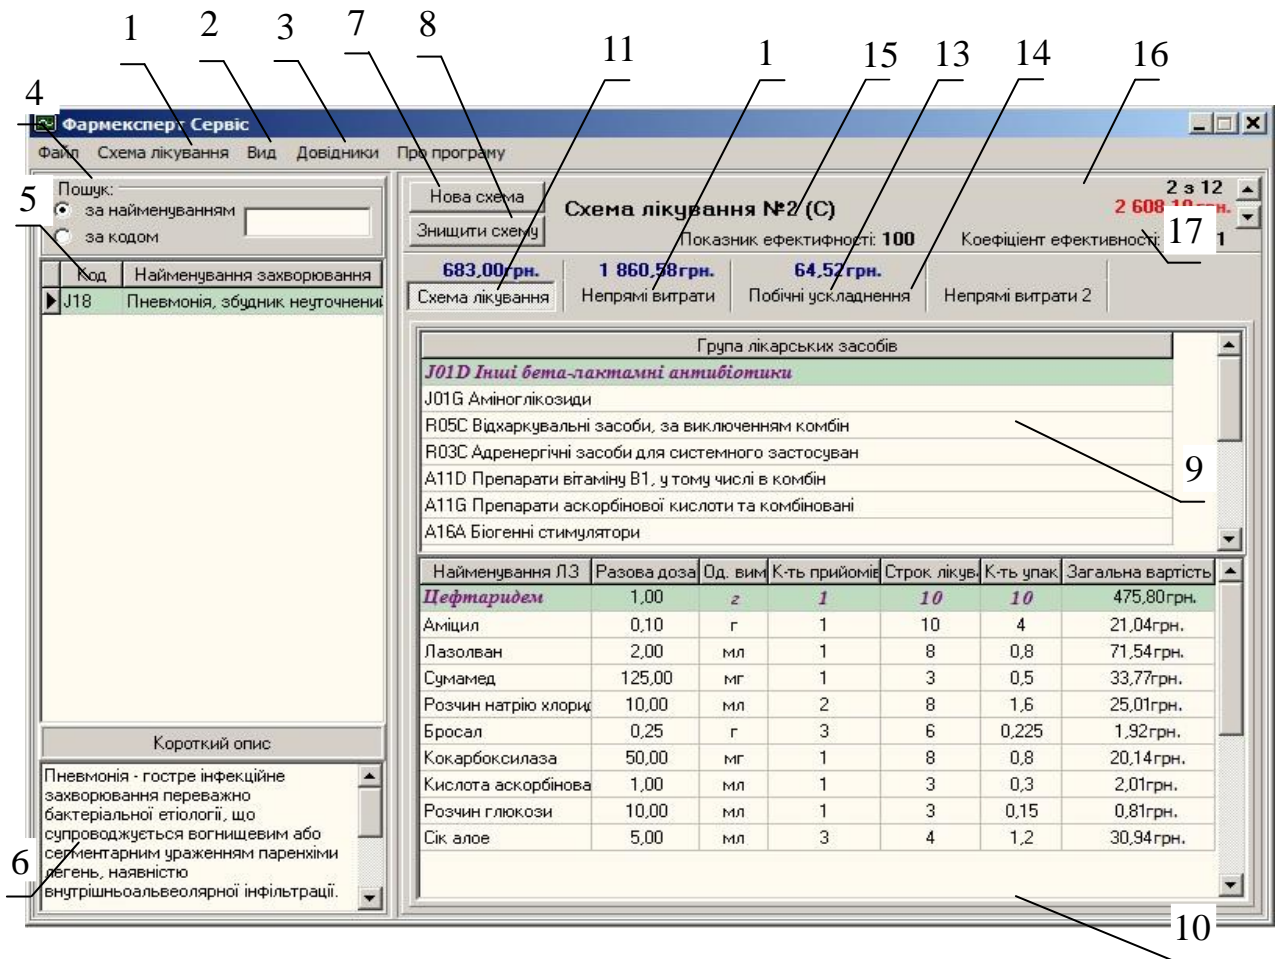 1 2 3 7 8 11 1 15 13 14 16
4
Фармексперт Сервіс
Файл Схема лікування Вид Довідники Про програму
Пошук:
5
за найменуванням
за кодом
Код Найменування захворювання
J18 Пневмонія, збудник неуточнений
Короткий опис
Пневмонія - гостре інфекційне
захворювання переважно
бактеріальної етіології, що
супроводжується вогнищевим або
сегментарним ураженням паренхіми
легень, наявністю
внутрішньоальвеолярної інфільтрації.
6
Нова схема
Знищити схему
Схема лікування №2 (С)
2 з 12
2 608,10грн.
Показник ефектифності: 100 Коефіцієнт ефективності: 1
17
683,00грн. 1 860,58грн. 64,52грн.
Схема лікування Непрямі витрати Побічні ускладнення Непрямі витрати 2
Група лікарських засобів
J01D Інші бета-лактамні антибіотики
J01G Аміноглікозиди
R05C Відхаркувальні засоби, за виключенням комбін
R03C Адренергічні засоби для системного застосуван
A11D Препарати вітаміну B1, у тому числі в комбін
A11G Препарати аскорбінової кислоти та комбіновані
A16A Біогенні стимулятори
9
Найменування ЛЗ Разова доза Од. вим К-ть прийомів Строк лікув. К-ть упак Загальна вартість
Цефтаридем 1,00 г 1 10 10 475,80грн.
Аміцил 0,10 г 1 10 4 21,04грн.
Лазолван 2,00 мл 1 8 0,8 71,54грн.
Сумамед 125,00 мг 1 3 0,5 33,77грн.
Розчин натрію хлорид 10,00 мл 2 8 1,6 25,01грн.
Бросал 0,25 г 3 6 0,225 1,92грн.
Кокарбоксилаза 50,00 мг 1 8 0,8 20,14грн.
Кислота аскорбінова 1,00 мл 1 3 0,3 2,01грн.
Розчин глюкози 10,00 мл 1 3 0,15 0,81грн.
Сік алое 5,00 мл 3 4 1,2 30,94грн.
10